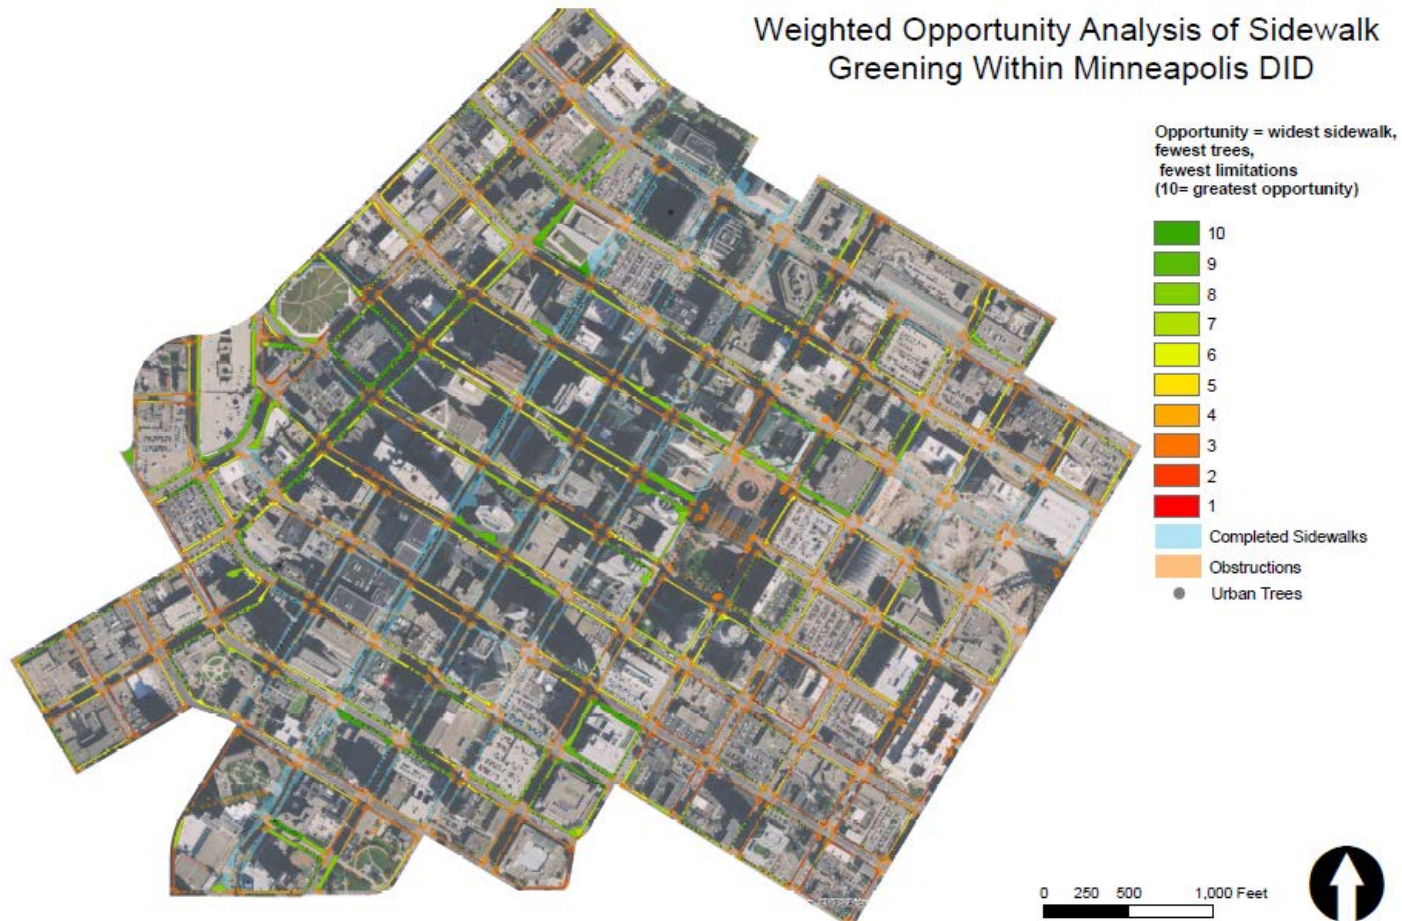 Weighted Opportunity Analysis of Sidewalk
Greening Within Minneapolis DID
Opportunity = widest sidewalk,
fewest trees,
fewest limitations
(10= greatest opportunity)
10
9
8
7
6
5
4
3
2
1
Completed Sidewalks
Obstructions
Urban Trees
0 250 500 1,000 Feet